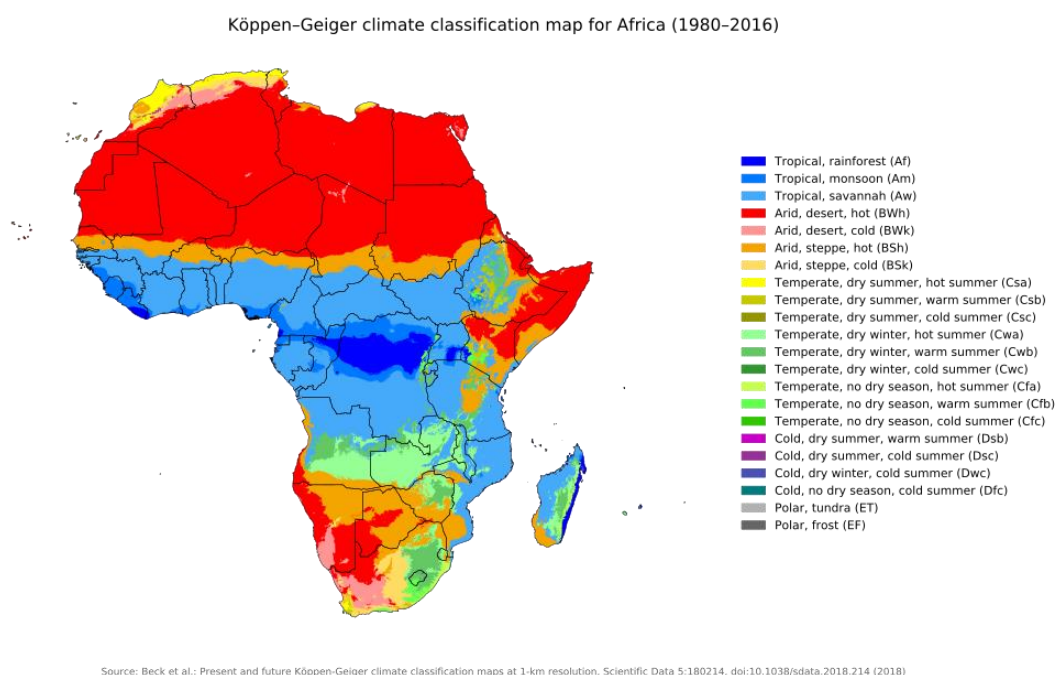 Köppen–Geiger climate classification map for Africa (1980–2016)
Tropical, rainforest (Af)
Tropical, monsoon (Am)
Tropical, savannah (Aw)
Arid, desert, hot (BWh)
Arid, desert, cold (BWk)
Arid, steppe, hot (BSh)
Arid, steppe, cold (BSk)
Temperate, dry summer, hot summer (Csa)
Temperate, dry summer, warm summer (Csb)
Temperate, dry summer, cold summer (Csc)
Temperate, dry winter, hot summer (Cwa)
Temperate, dry winter, warm summer (Cwb)
Temperate, dry winter, cold summer (Cwc)
Temperate, no dry season, hot summer (Cfa)
Temperate, no dry season, warm summer (Cfb)
Temperate, no dry season, cold summer (Cfc)
Cold, dry summer, warm summer (Dsb)
Cold, dry summer, cold summer (Dsc)
Cold, dry winter, cold summer (Dwc)
Cold, no dry season, cold summer (Dfc)
Polar, tundra (ET)
Polar, frost (EF)
Source: Beck et al.: Present and future Köppen-Geiger climate classification maps at 1-km resolution, Scientific Data 5:180214, doi:10.1038/sdata.2018.214 (2018)